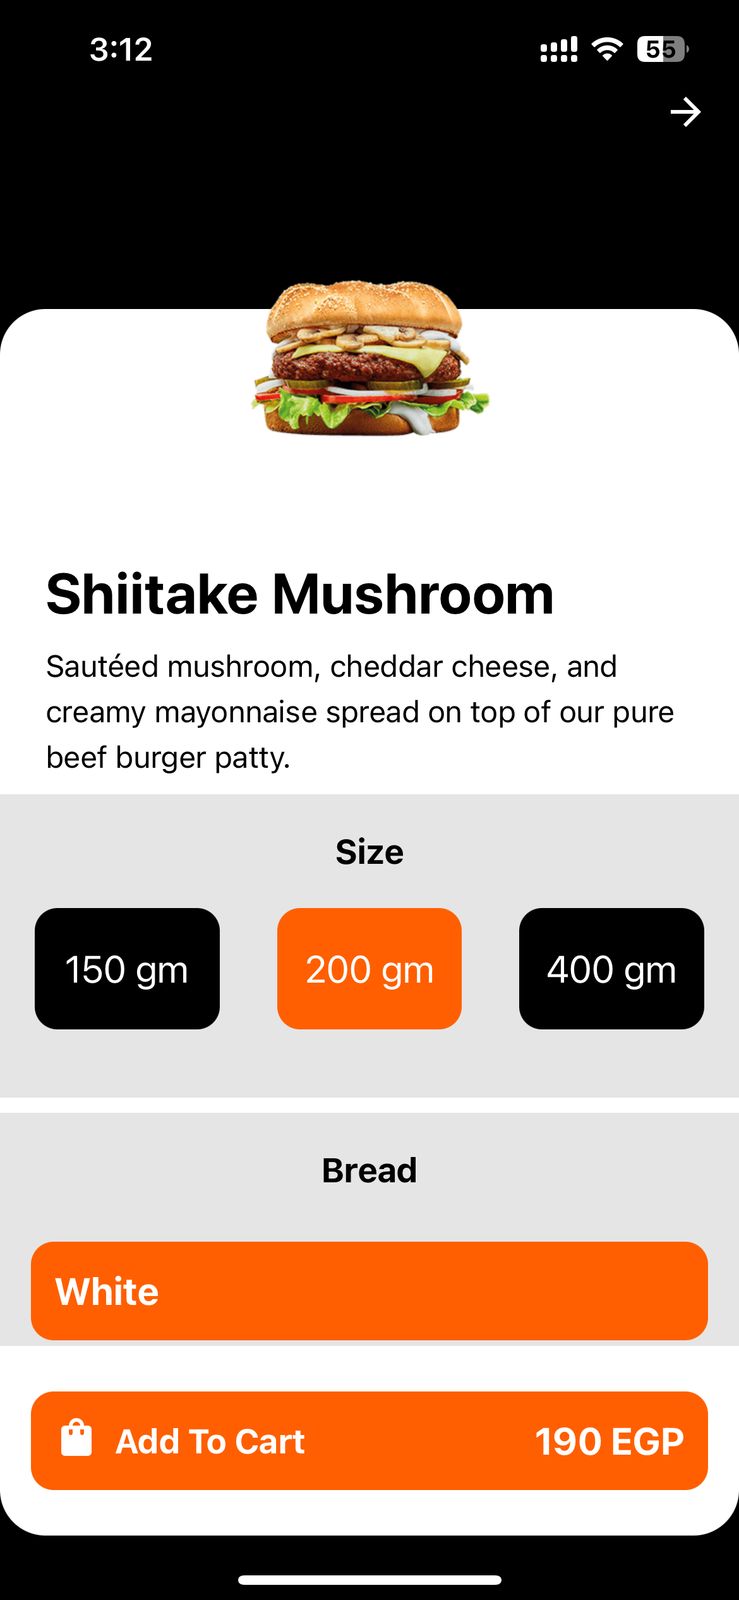 3:12
55
Shiitake Mushroom
Sautéed mushroom, cheddar cheese, and
creamy mayonnaise spread on top of our pure
beef burger patty.
Size
150 gm 200 gm 400 gm
Bread
White
Add To Cart 190 EGP